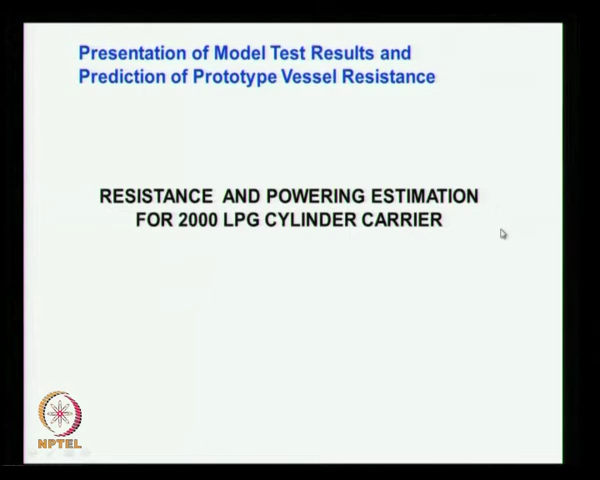 Presentation of Model Test Results and
Prediction of Prototype Vessel Resistance
RESISTANCE AND POWERING ESTIMATION
FOR 2000 LPG CYLINDER CARRIER
NPTEL